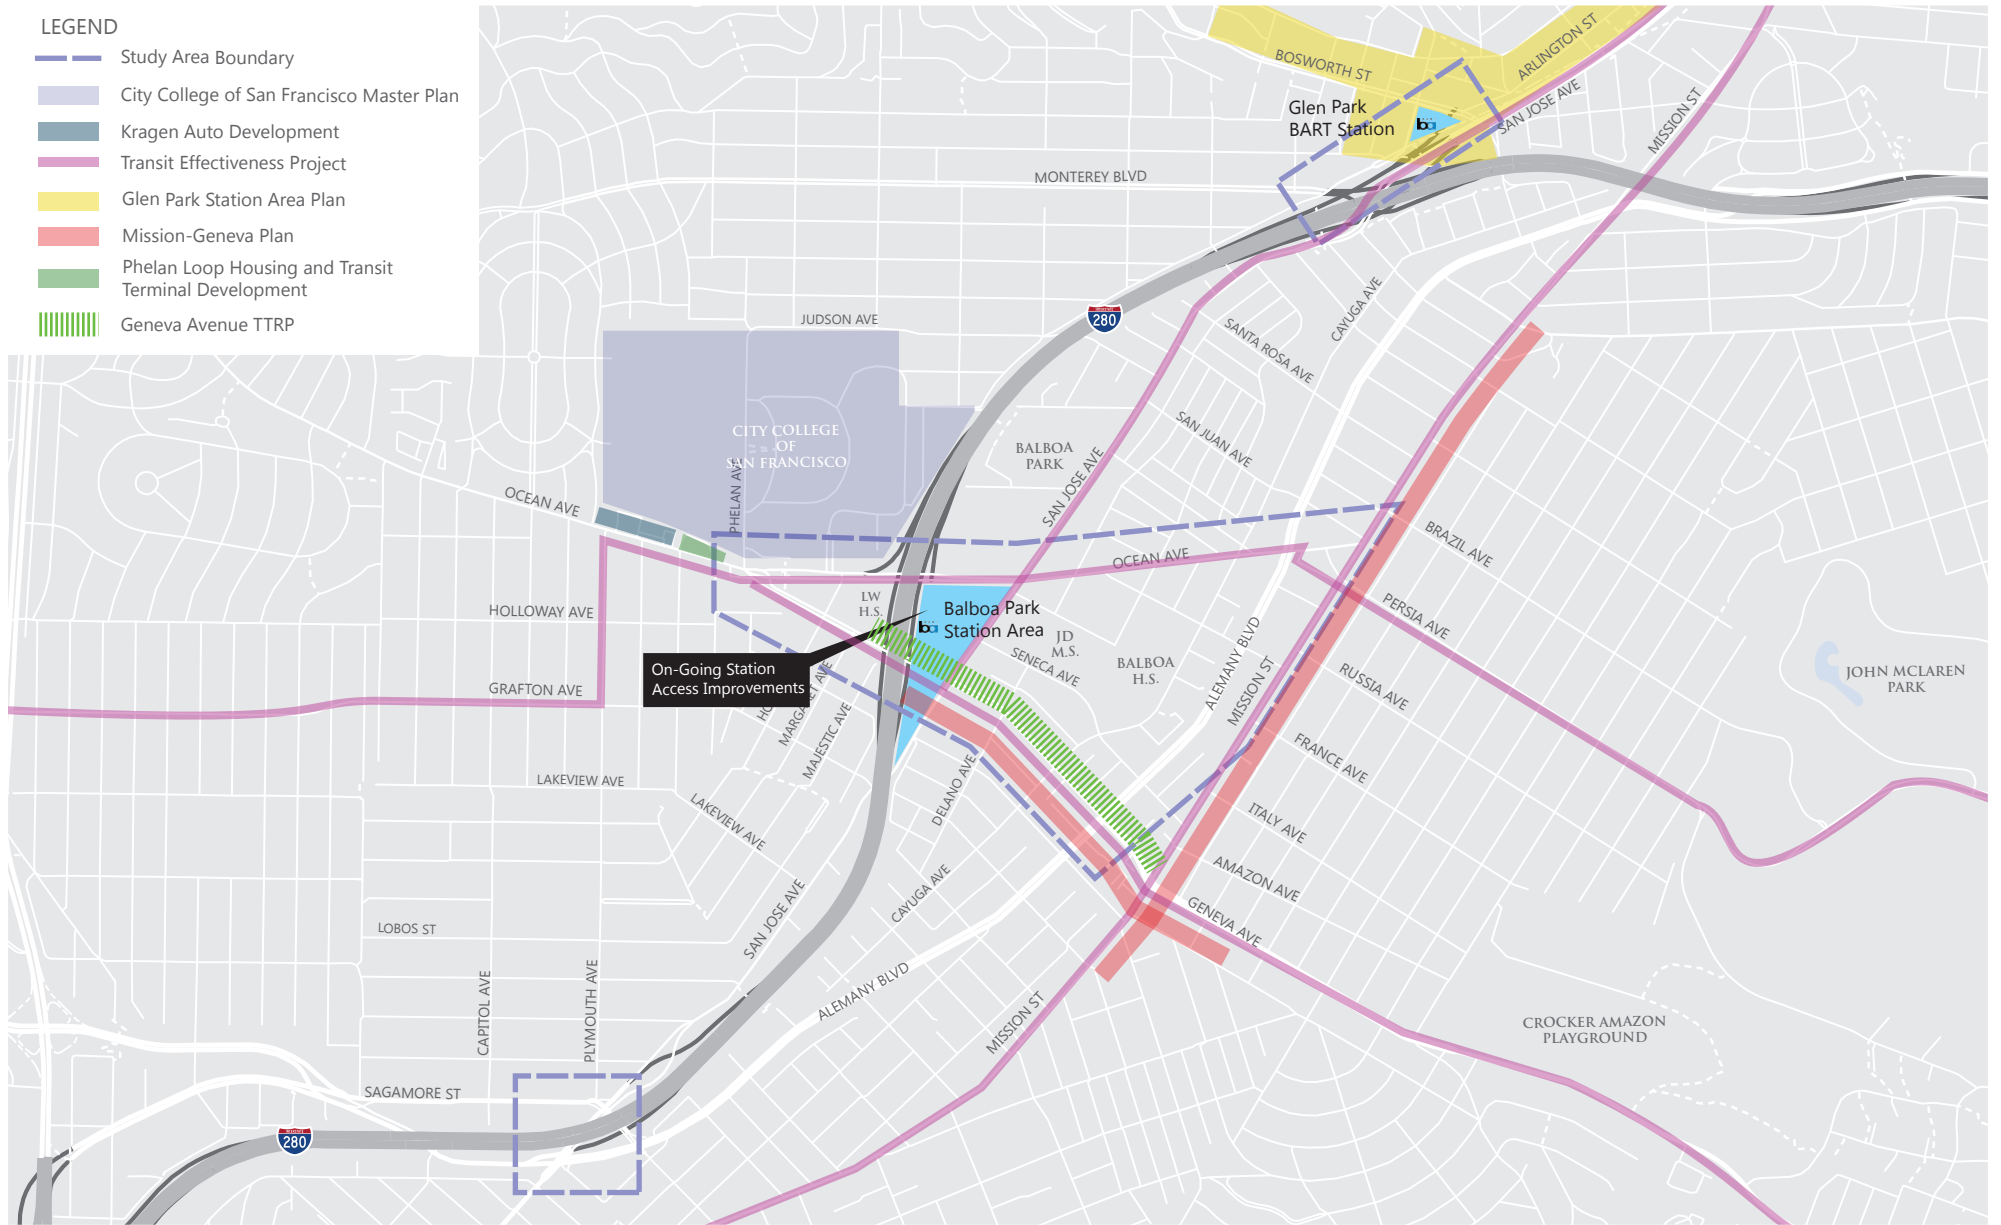 LEGEND
Study Area Boundary
City College of San Francisco Master Plan
Kragen Auto Development
Transit Effectiveness Project
Glen Park Station Area Plan
Mission-Geneva Plan
Phelan Loop Housing and Transit
Terminal Development
Geneva Avenue TTRP
BOSWORTH ST
ARLINGTON ST
SAN JOSE AVE
MISSION ST
Glen Park
BART Station
ba
MONTEREY BLVD
280
JUDSON AVE
CAYUGA AVE
SANTA ROSA AVE
SAN JUAN AVE
CITY COLLEGE
OF
SAN FRANCISCO
PHELAN AVE
BALBOA
PARK
SAN JOSE AVE
OCEAN AVE
OCEAN AVE
BRAZIL AVE
PERSIA AVE
HOLLOWAY AVE
LW
H.S.
Balboa Park
Station Area
ba
JD
M.S.
SENECA AVE
BALBOA
H.S.
ALEMANY BLVD
MISSION ST
RUSSIA AVE
JOHN MCLAREN
PARK
On-Going Station
Access Improvements
GRAFTON AVE
HO
MARGARET AVE
MAJESTIC AVE
FRANCE AVE
LAKEVIEW AVE
LAKEVIEW AVE
DELANO AVE
ITALY AVE
AMAZON AVE
GENEVA AVE
CAYUGA AVE
SAN JOSE AVE
LOBOS ST
CAPITOL AVE
PLYMOUTH AVE
ALEMANY BLVD
MISSION ST
CROCKER AMAZON
PLAYGROUND
SAGAMORE ST
280